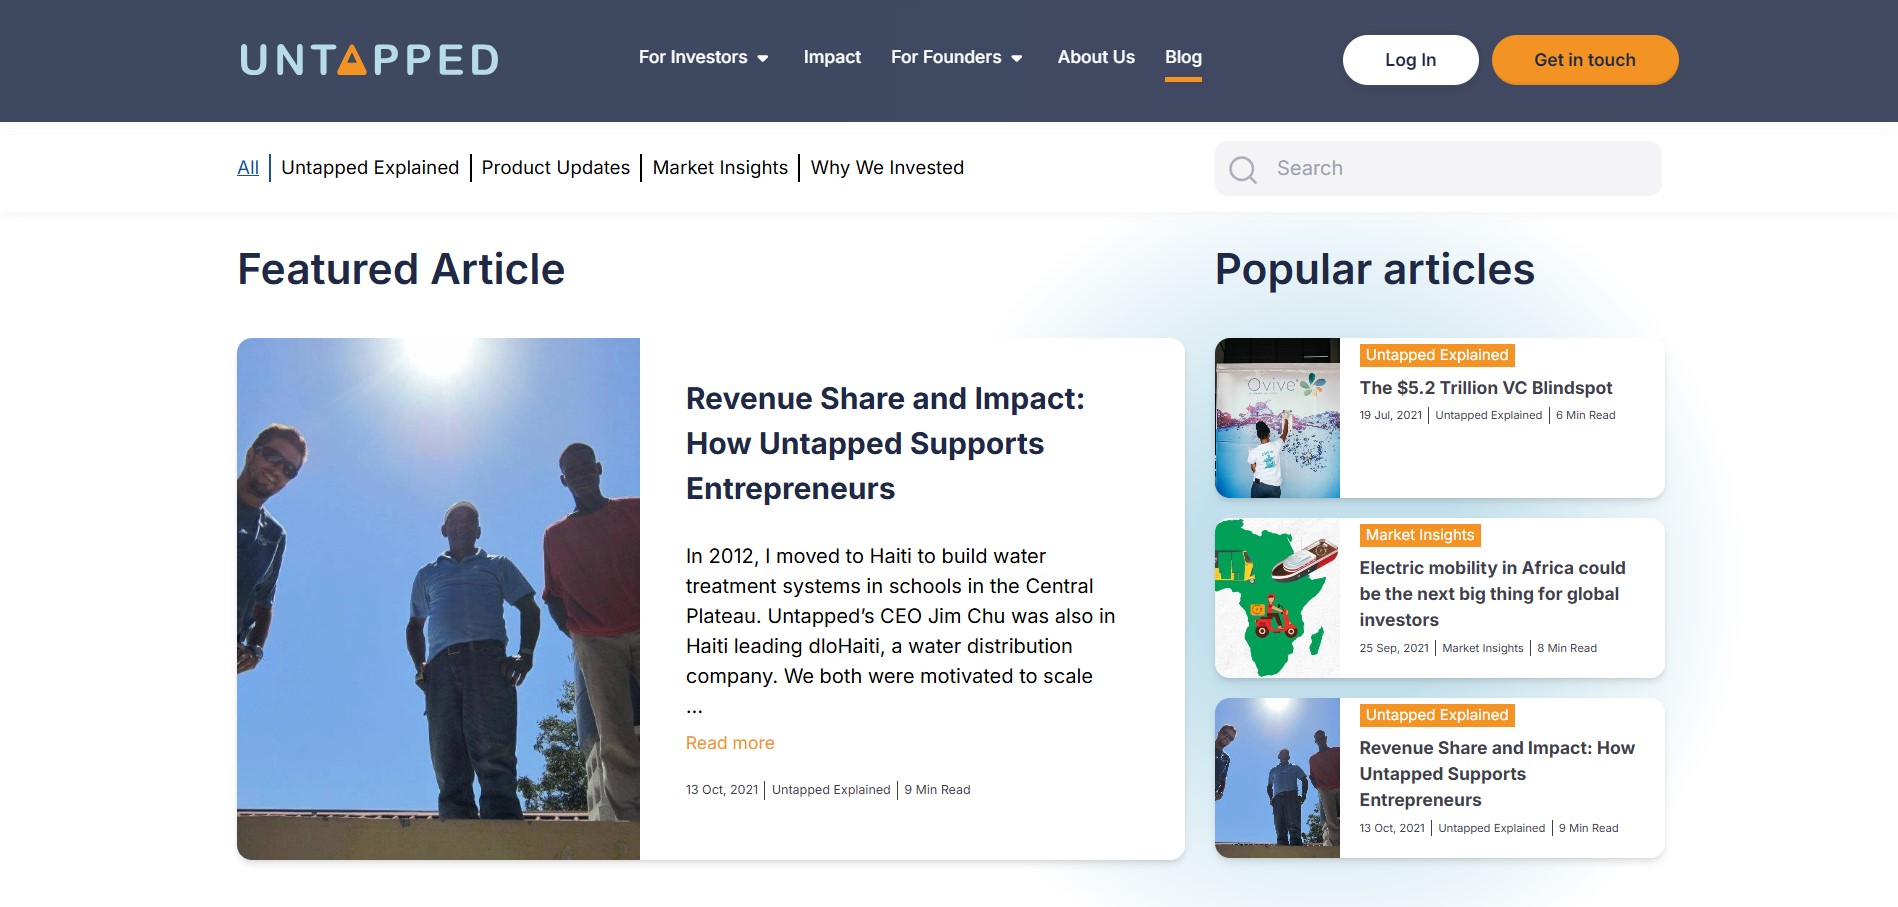 UNTAPPED
For Investors
Impact
For Founders
About Us
Blog
Log In
Get in touch
All
Untapped Explained
Product Updates
Market Insights
Why We Invested
Search
Featured Article
Revenue Share and Impact:
How Untapped Supports
Entrepreneurs
In 2012, I moved to Haiti to build water
treatment systems in schools in the Central
Plateau. Untapped’s CEO Jim Chu was also in
Haiti leading dloHaiti, a water distribution
company. We both were motivated to scale
...
Read more
13 Oct, 2021 | Untapped Explained | 9 Min Read
Popular articles
Ovive
Untapped Explained
The $5.2 Trillion VC Blindspot
19 Jul, 2021 | Untapped Explained | 6 Min Read
Market Insights
Electric mobility in Africa could
be the next big thing for global
investors
25 Sep, 2021 | Market Insights | 8 Min Read
Untapped Explained
Revenue Share and Impact: How
Untapped Supports
Entrepreneurs
13 Oct, 2021 | Untapped Explained | 9 Min Read